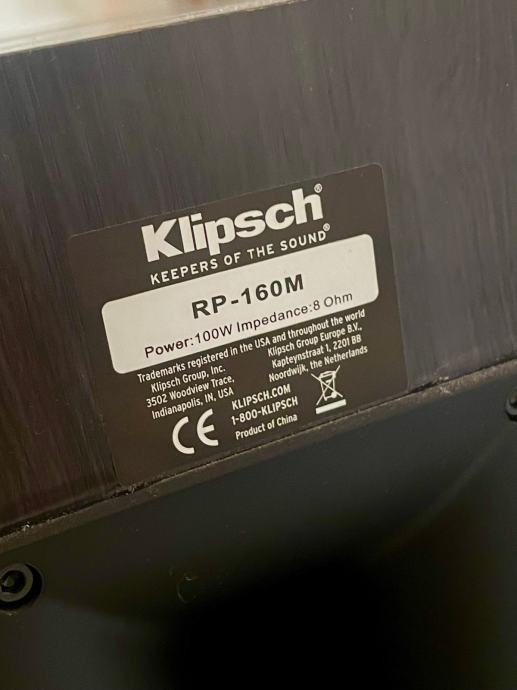 Klipsch®
KEEPERS OF THE SOUND®
RP-160M
Power:100W Impedance:8 Ohm
Trademarks registered in the USA and throughout the world
Klipsch Group, Inc.
3502 Woodview Trace,
Indianapolis, IN, USA
Klipsch Group Europe B.V.,
Kapteynstraat 1, 2201 BB
Noordwijk, the Netherlands
CE
KLIPSCH.COM
1-800-KLIPSCH
Product of China